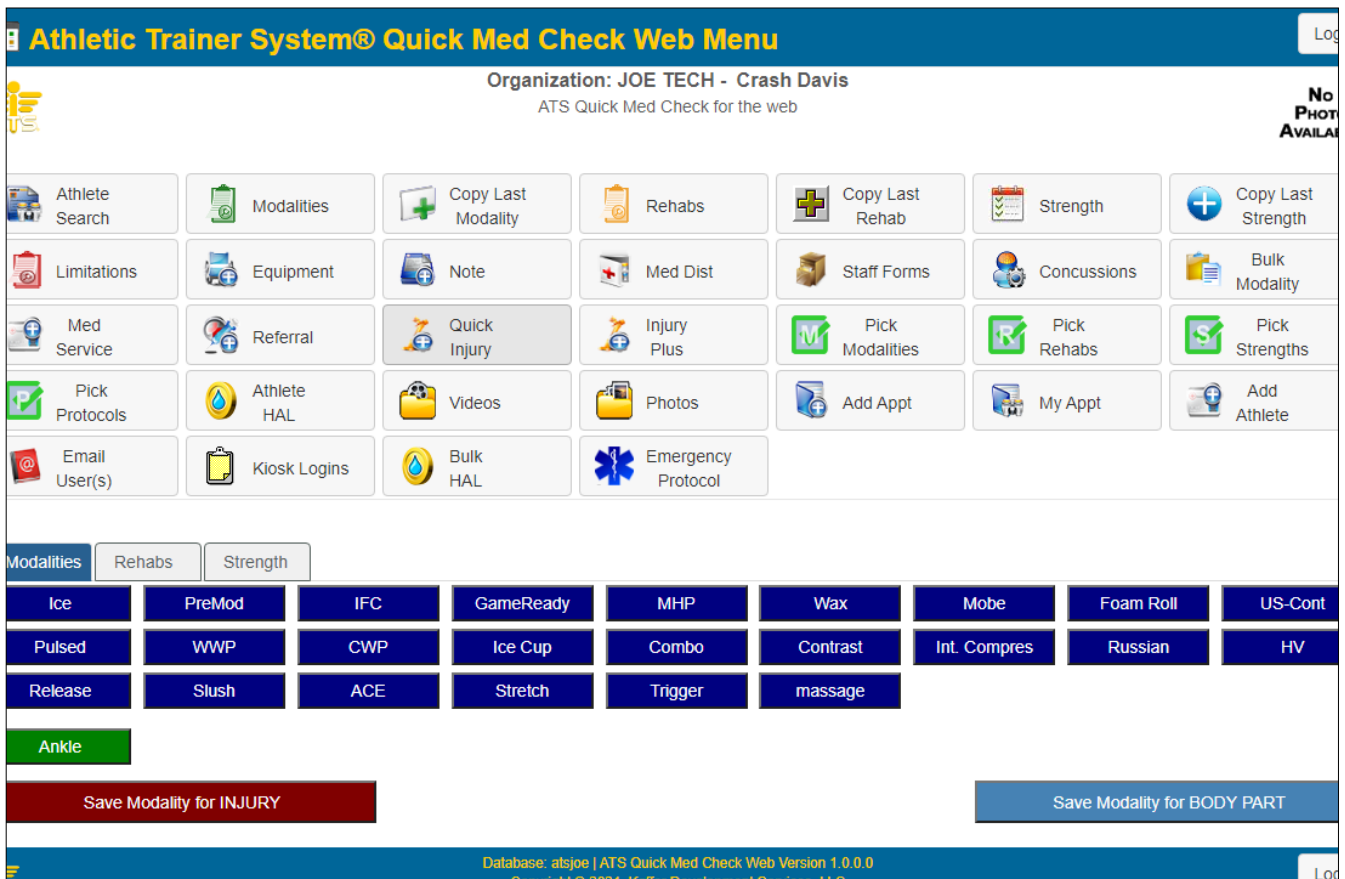 Athletic Trainer System® Quick Med Check Web Menu
Organization: JOE TECH - Crash Davis
ATS Quick Med Check for the web
No
Athlete Search
Modalities
Copy Last Modality
Rehabs
Copy Last Rehab
Strength
Copy Last Strength
Limitations
Equipment
Note
Med Dist
Staff Forms
Concussions
Bulk Modality
Med Service
Referral
Quick Injury
Injury Plus
Pick Modalities
Pick Rehabs
Pick Strengths
Pick Protocols
Athlete HAL
Videos
Photos
Add Appt
My Appt
Add Athlete
Email User(s)
Kiosk Logins
Bulk HAL
Emergency Protocol
Modalities Rehabs Strength
Ice PreMod IFC GameReady MHP Wax Mobe Foam Roll US-Cont
Pulsed WWP CWP Ice Cup Combo Contrast Int. Compres Russian HV
Release Slush ACE Stretch Trigger massage
Ankle
Save Modality for INJURY Save Modality for BODY PART
Database: atsjoe | ATS Quick Med Check Web Version 1.0.0.0